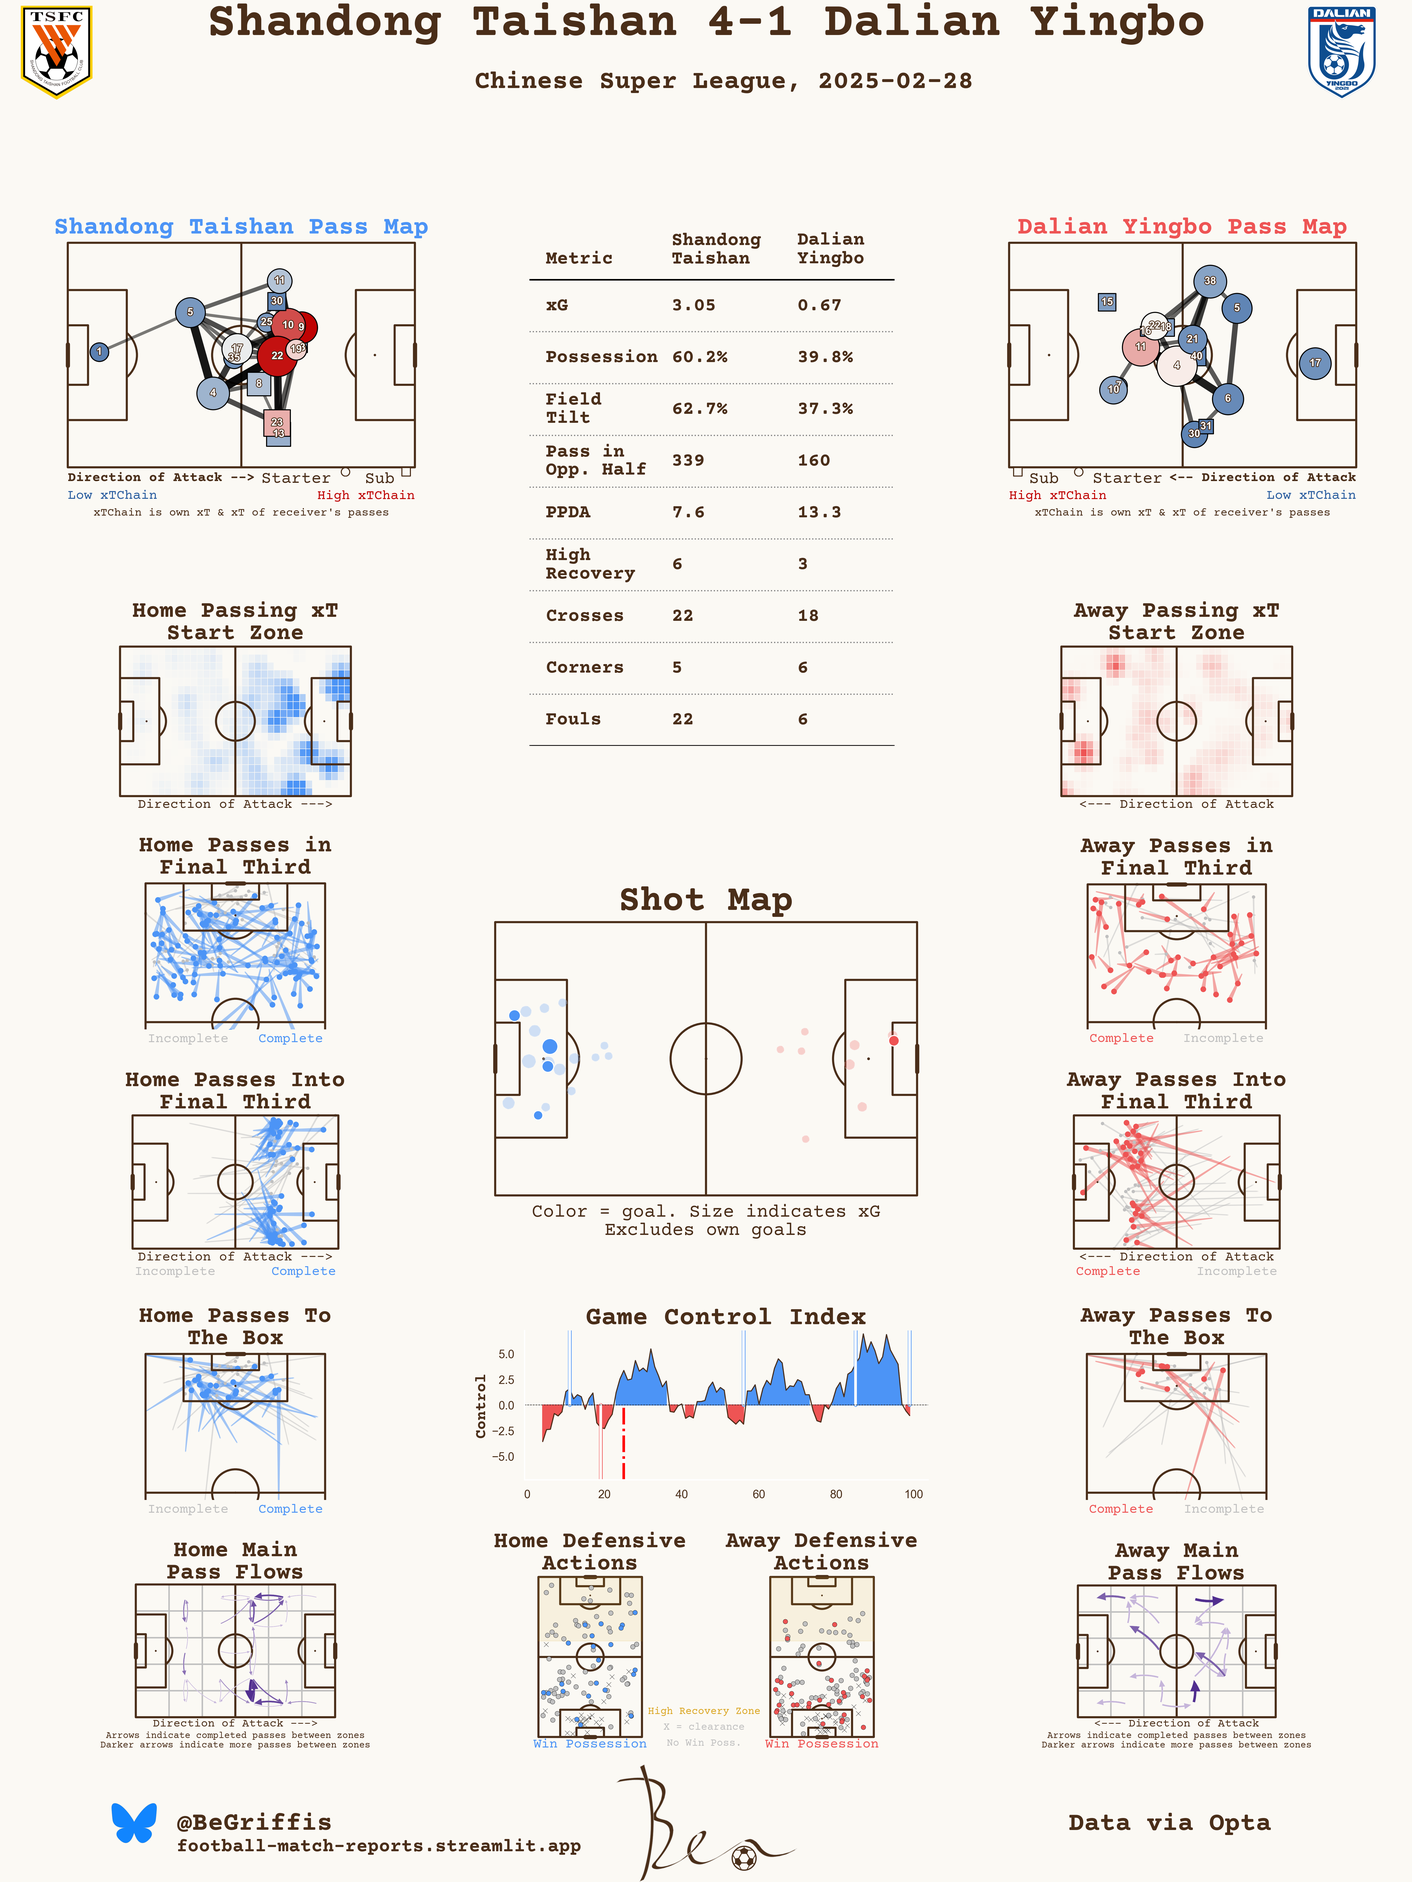 Shandong Taishan 4-1 Dalian Yingbo
Chinese Super League, 2025-02-28
TSFC
DALIAN
YINGBO
Shandong Taishan Pass Map
11
30
5
25
10
9
1
17
35
22
19
4
8
23
13
Direction of Attack --> Starter Sub
Low xTChain High xTChain
xTChain is own xT & xT of receiver's passes
Metric Shandong Taishan Dalian Yingbo
xG 3.05 0.67
Possession 60.2% 39.8%
Field Tilt 62.7% 37.3%
Pass in Opp. Half 339 160
PPDA 7.6 13.3
High Recovery 6 3
Crosses 22 18
Corners 5 6
Fouls 22 6
Dalian Yingbo Pass Map
38
15
5
22
18
16
11
21
40
4
17
7
10
6
31
30
Sub Starter <-- Direction of Attack
High xTChain Low xTChain
xTChain is own xT & xT of receiver's passes
Home Passing xT
Start Zone
Direction of Attack --->
Away Passing xT
Start Zone
<--- Direction of Attack
Home Passes in
Final Third
Incomplete Complete
Away Passes in
Final Third
Complete Incomplete
Shot Map
Color = goal. Size indicates xG
Excludes own goals
Home Passes Into
Final Third
Direction of Attack --->
Incomplete Complete
Away Passes Into
Final Third
<--- Direction of Attack
Complete Incomplete
Home Passes To
The Box
Incomplete Complete
Game Control Index
Control
5.0
2.5
0.0
−2.5
−5.0
0 20 40 60 80 100
Away Passes To
The Box
Complete Incomplete
Home Main
Pass Flows
Direction of Attack --->
Arrows indicate completed passes between zones
Darker arrows indicate more passes between zones
Home Defensive
Actions
Win Possession
Away Defensive
Actions
Win Possession
High Recovery Zone
X = clearance
No Win Poss.
Away Main
Pass Flows
<--- Direction of Attack
Arrows indicate completed passes between zones
Darker arrows indicate more passes between zones
@BeGriffis
football-match-reports.streamlit.app
Ben
Data via Opta